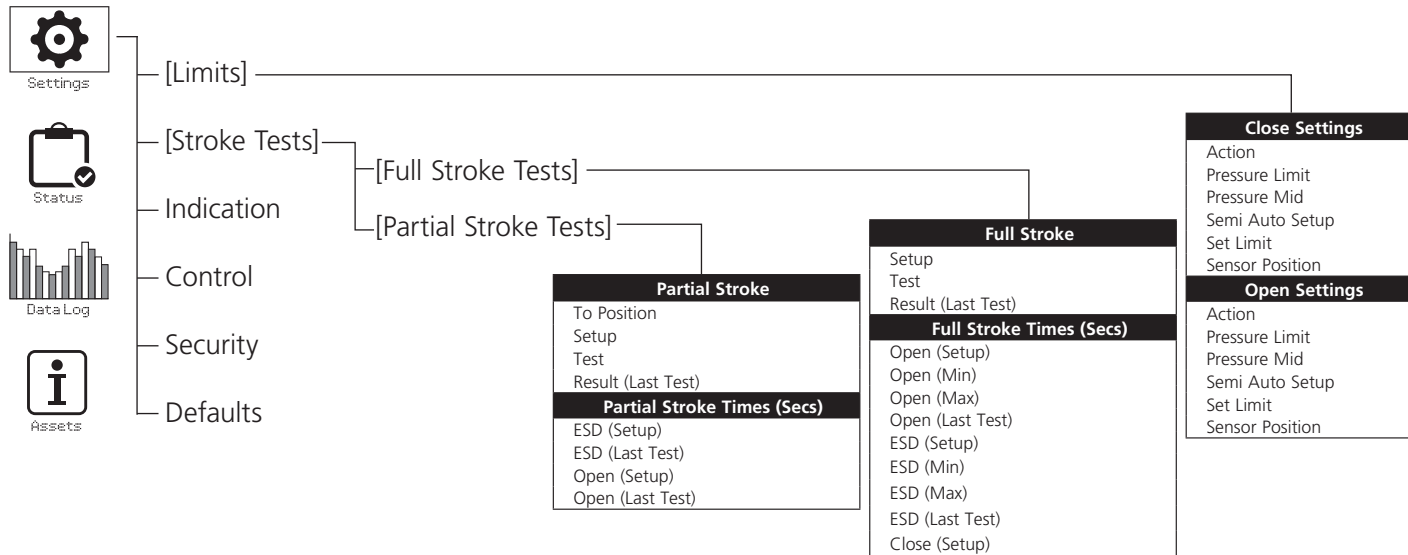 Settings
Status
DataLog
Assets
[Limits]
[Stroke Tests]
Indication
Control
Security
Defaults
[Full Stroke Tests]
[Partial Stroke Tests]
Partial Stroke
To Position
Setup
Test
Result (Last Test)
Partial Stroke Times (Secs)
ESD (Setup)
ESD (Last Test)
Open (Setup)
Open (Last Test)
Full Stroke
Setup
Test
Result (Last Test)
Full Stroke Times (Secs)
Open (Setup)
Open (Min)
Open (Max)
Open (Last Test)
ESD (Setup)
ESD (Min)
ESD (Max)
ESD (Last Test)
Close (Setup)
Close Settings
Action
Pressure Limit
Pressure Mid
Semi Auto Setup
Set Limit
Sensor Position
Open Settings
Action
Pressure Limit
Pressure Mid
Semi Auto Setup
Set Limit
Sensor Position